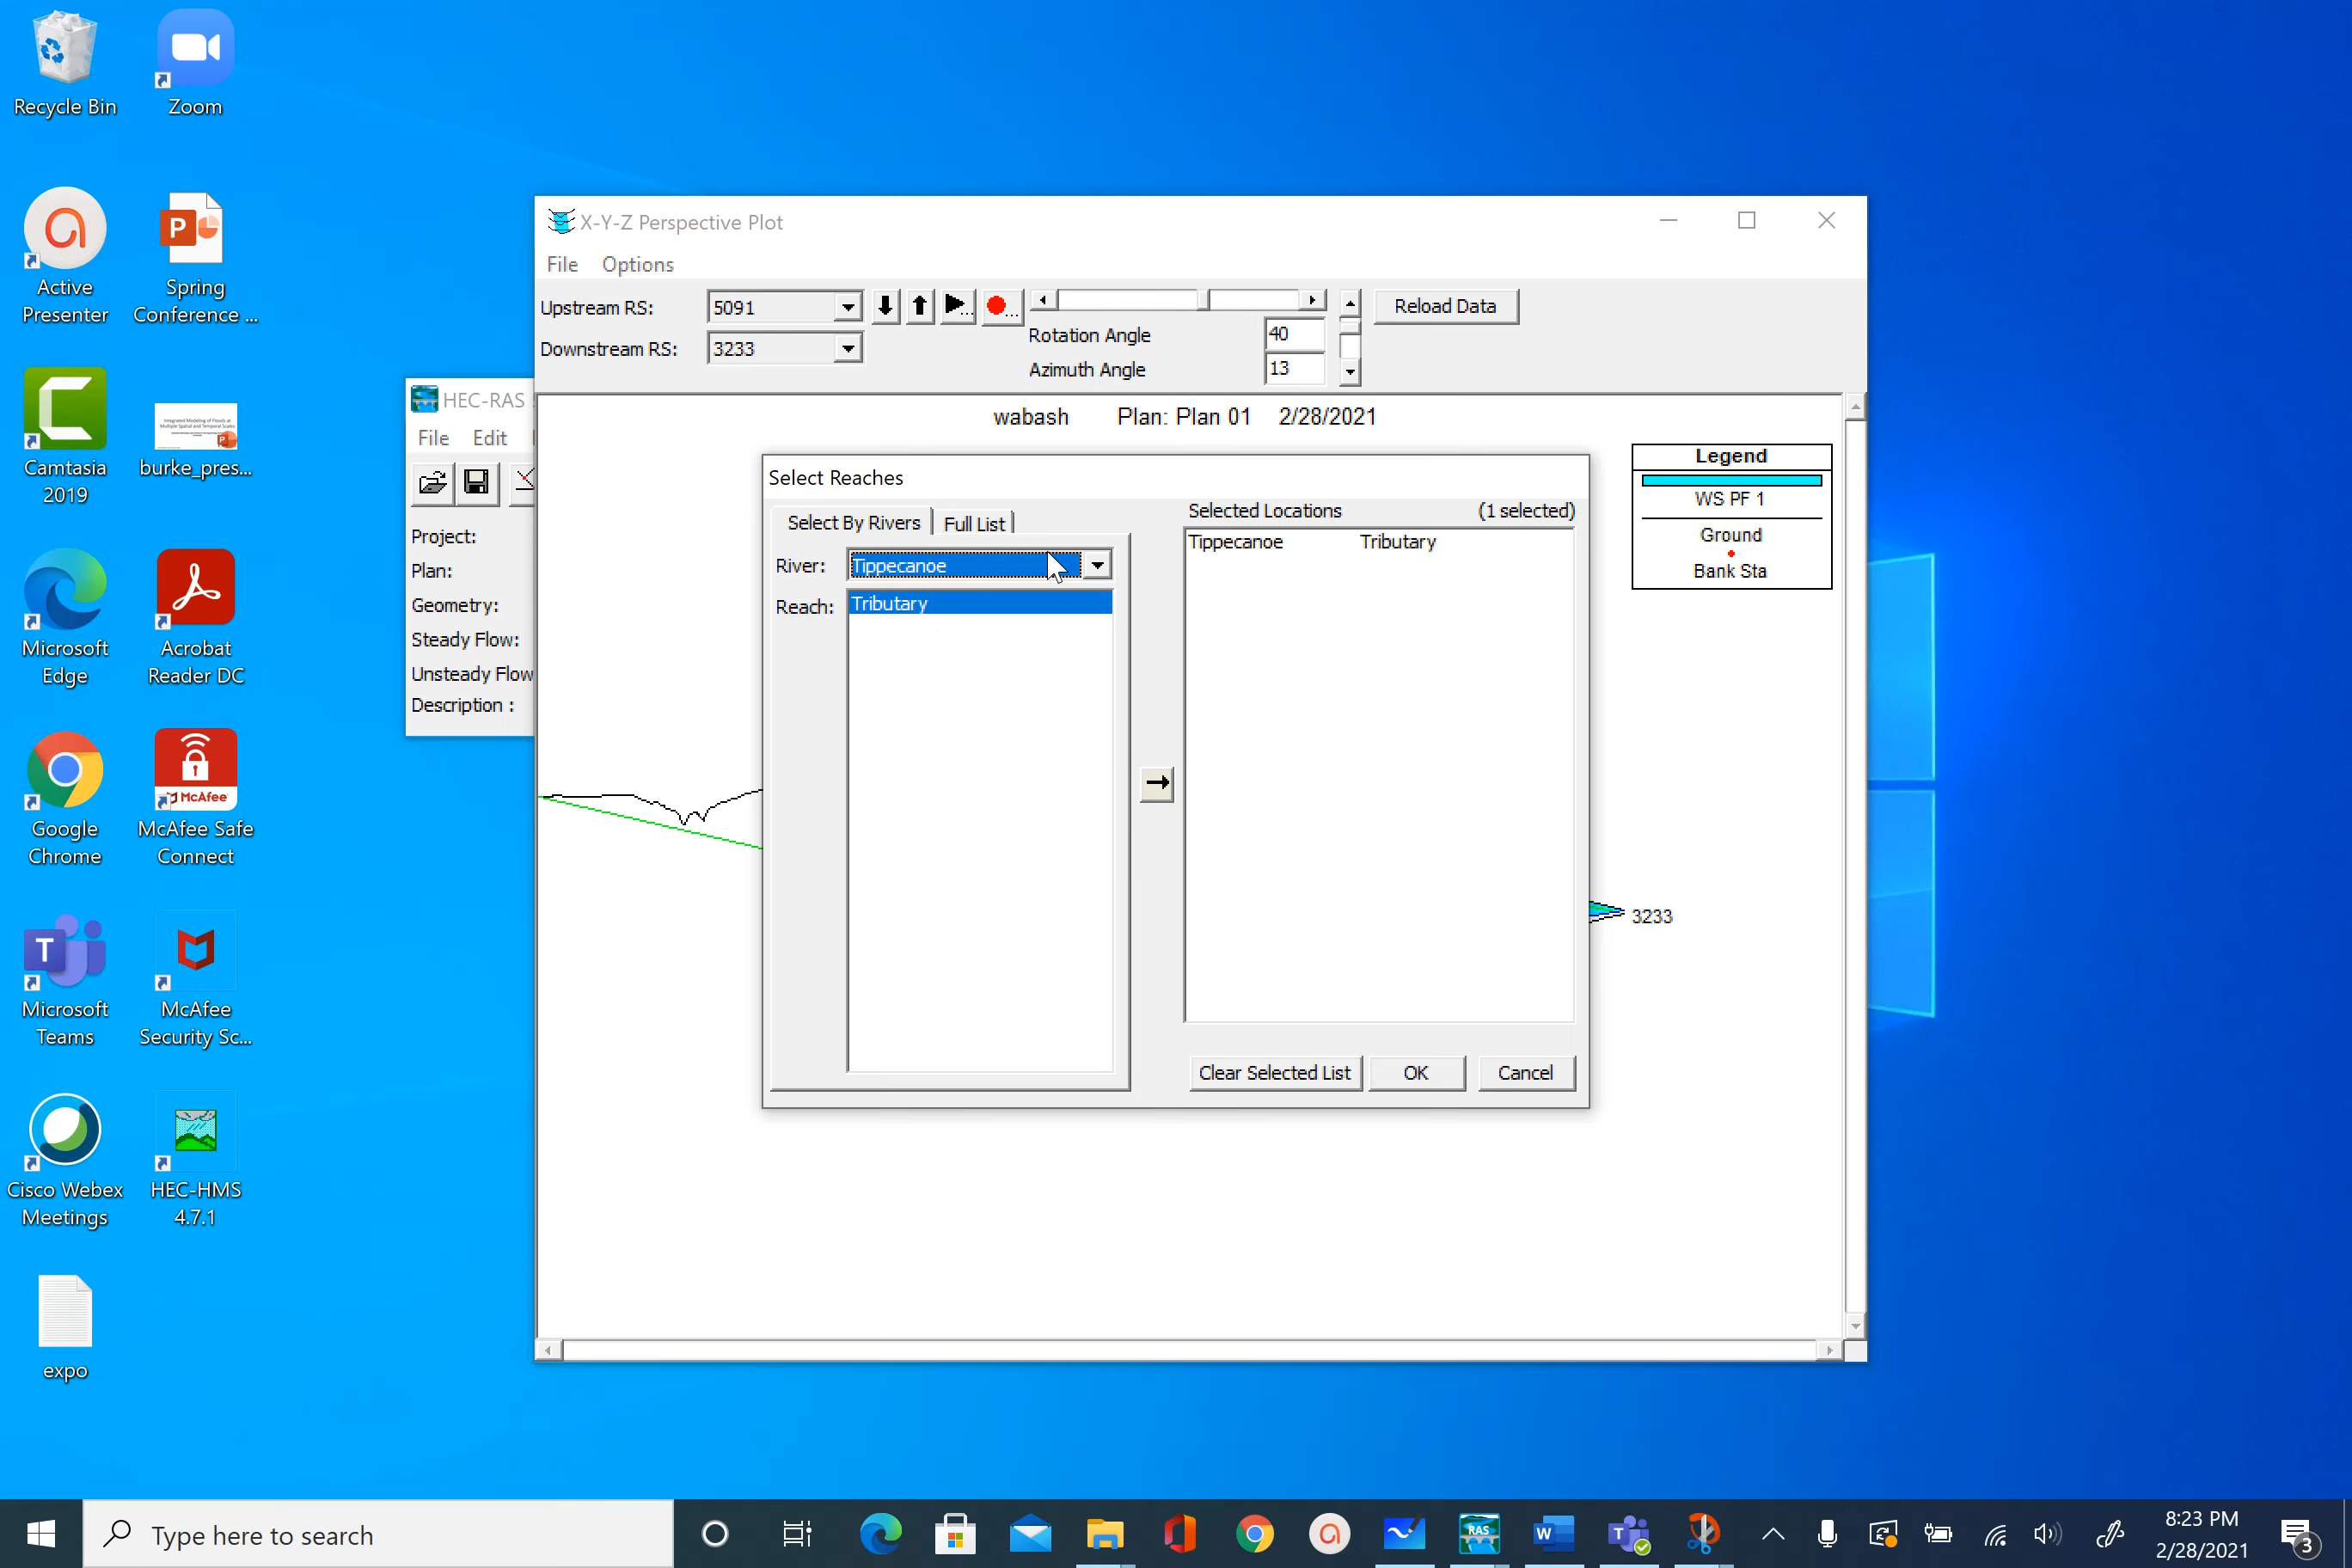 Recycle Bin
Zoom
Active
Presenter
Spring
Conference ...
Camtasia
2019
burke_pres...
Microsoft
Edge
Acrobat
Reader DC
Google
Chrome
McAfee
McAfee Safe
Connect
Microsoft
Teams
McAfee
Security Sc...
Cisco Webex
Meetings
HEC-HMS
4.7.1
expo
HEC-RAS
File Edit
Project:
Plan:
Geometry:
Steady Flow:
Unsteady Flow
Description :
X-Y-Z Perspective Plot
File Options
Upstream RS: 5091
Downstream RS: 3233
Rotation Angle 40
Azimuth Angle 13
Reload Data
wabash Plan: Plan 01 2/28/2021
Legend
WS PF 1
Ground
Bank Sta
3233
Select Reaches
Select By Rivers Full List
River: Tippecanoe
Reach: Tributary
Selected Locations (1 selected)
Tippecanoe Tributary
Clear Selected List OK Cancel
Type here to search
RAS
8:23 PM
2/28/2021
3